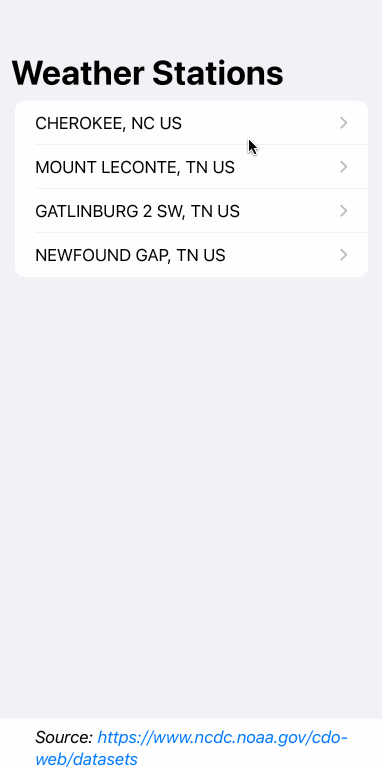 Weather Stations
CHEROKEE, NC US
MOUNT LECONTE, TN US
GATLINBURG 2 SW, TN US
NEWFOUND GAP, TN US
Source: https://www.ncdc.noaa.gov/cdo-
web/datasets